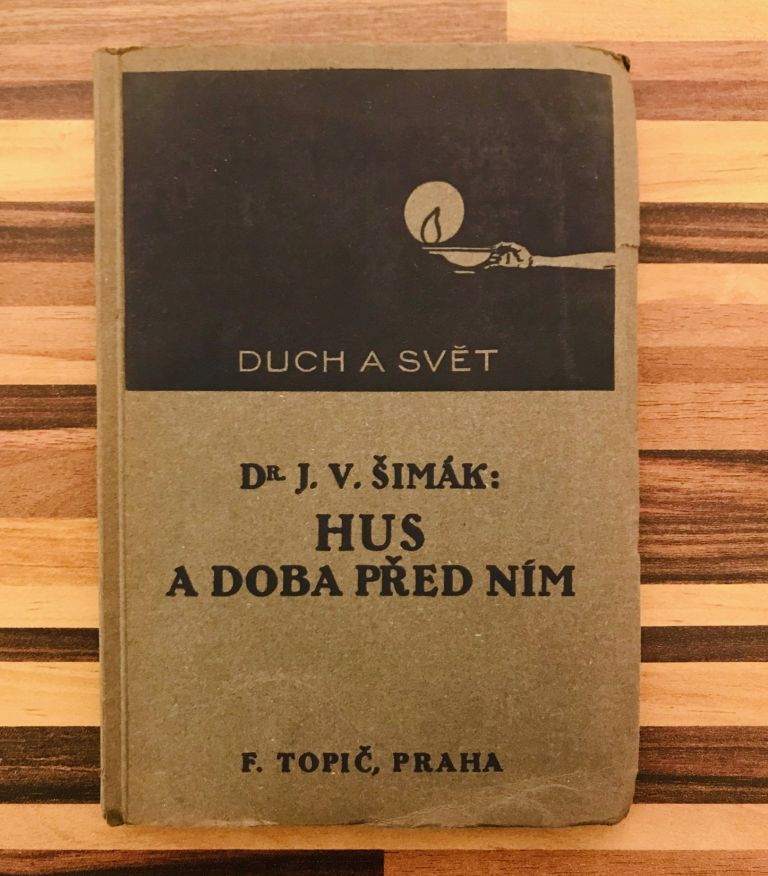 DUCH A SVĚT
DR. J. V. ŠIMÁK:
HUS
A DOBA PŘED NÍM
F. TOPIČ, PRAHA